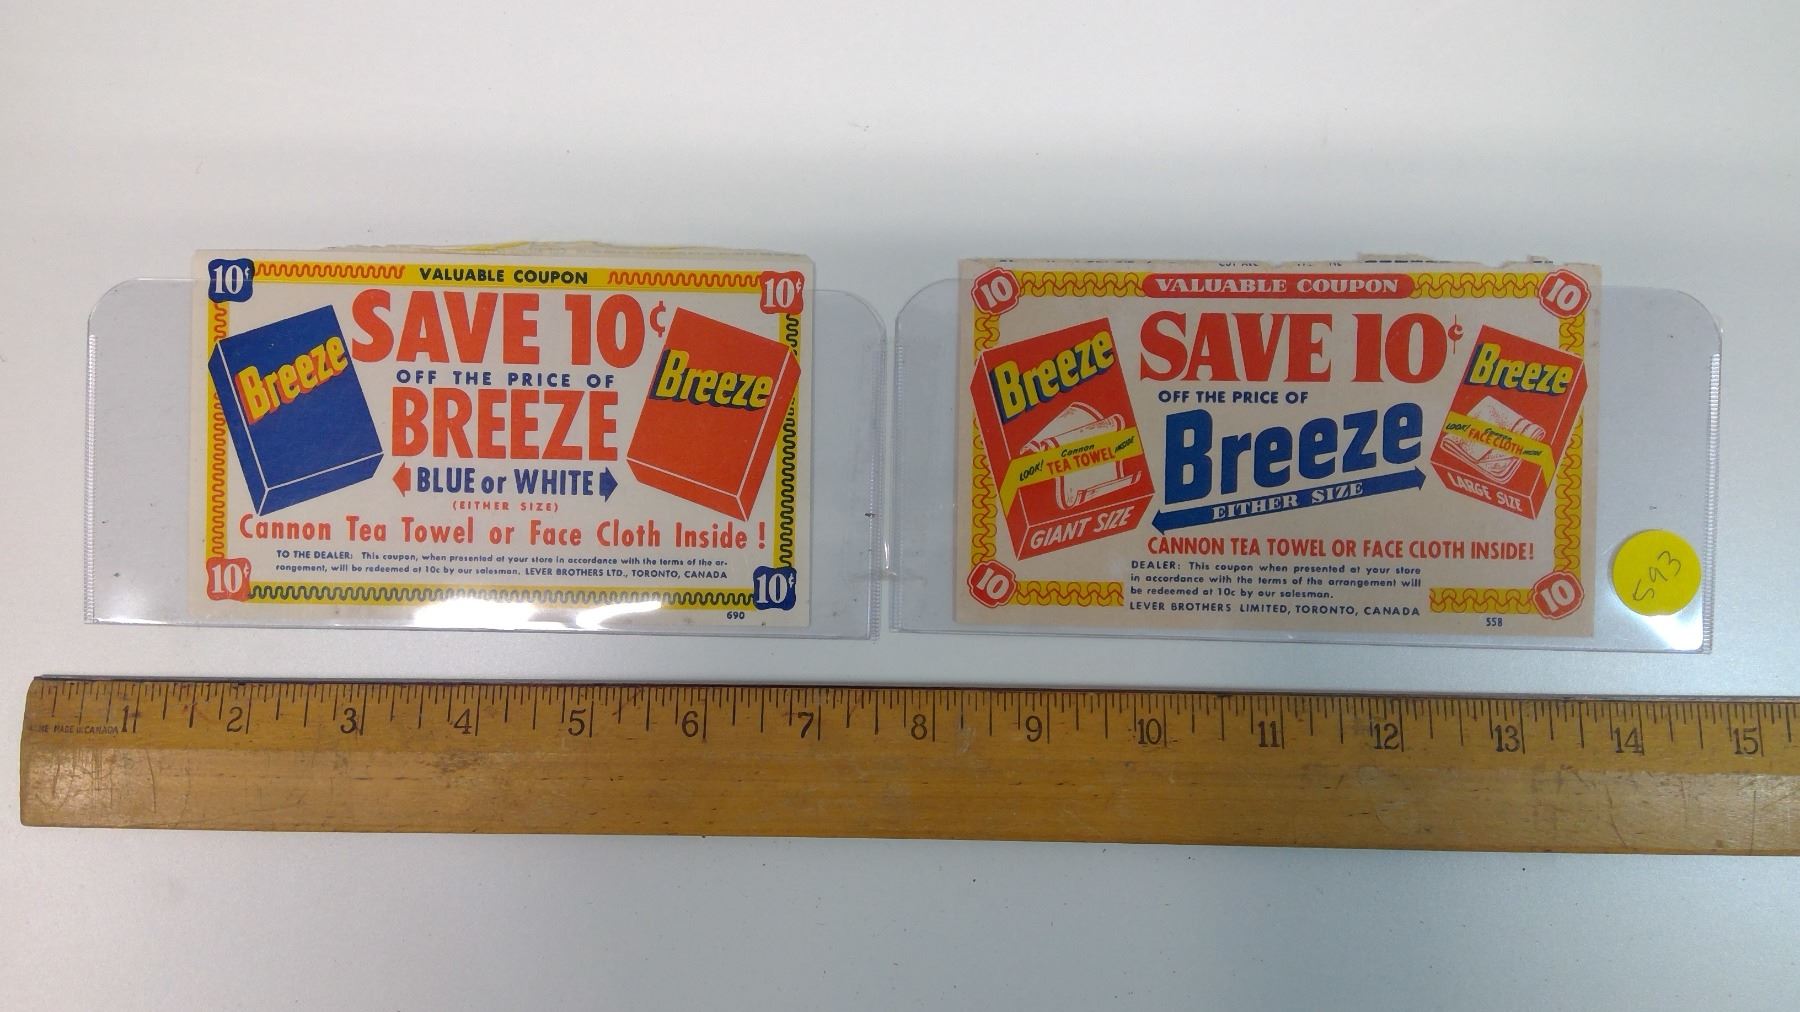 10¢ VALUABLE COUPON 10¢
SAVE 10¢
OFF THE PRICE OF
BREEZE
BLUE or WHITE
(EITHER SIZE)
Breeze
Breeze
Cannon Tea Towel or Face Cloth Inside !
TO THE DEALER: This coupon, when presented at your store in accordance with the terms of the ar-
rangement, will be redeemed at 10c by our salesman. LEVER BROTHERS LTD., TORONTO, CANADA
10¢ 10¢
690
10 VALUABLE COUPON 10
SAVE 10¢
OFF THE PRICE OF
Breeze
EITHER SIZE
Breeze
LOOK! Cannon TEA TOWEL INSIDE
GIANT SIZE
Breeze
LOOK! FACE CLOTH INSIDE
LARGE SIZE
CANNON TEA TOWEL OR FACE CLOTH INSIDE!
DEALER: This coupon when presented at your store
in accordance with the terms of the arrangement will
be redeemed at 10c by our salesman.
LEVER BROTHERS LIMITED, TORONTO, CANADA
10 10
558
593
1 2 3 4 5 6 7 8 9 10 11 12 13 14 15
MADE IN CANADA